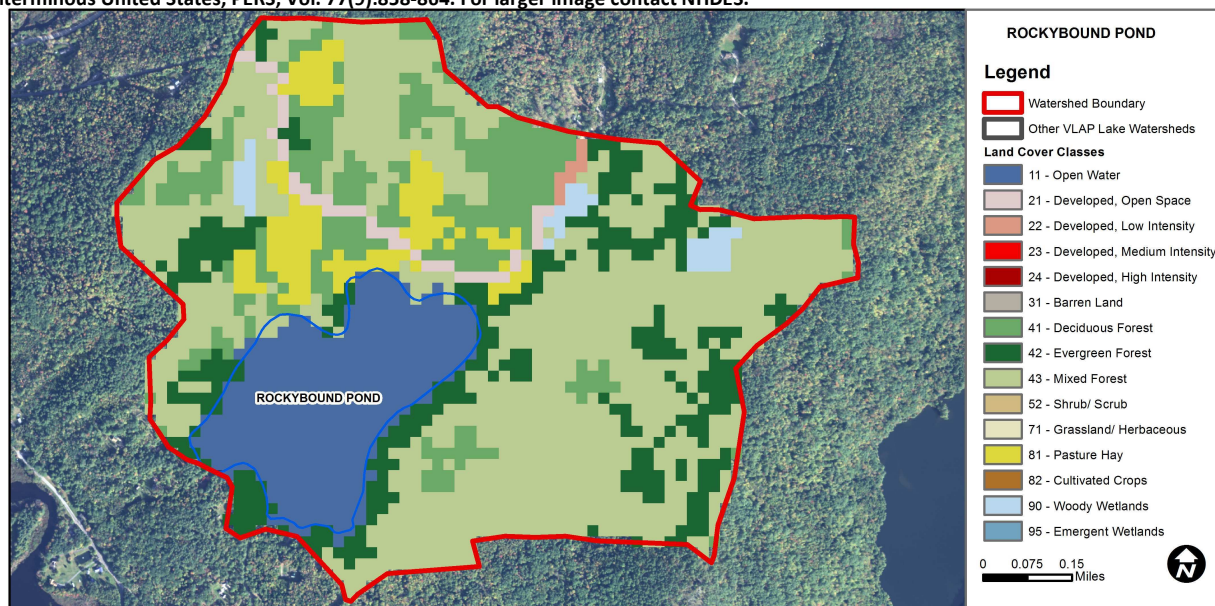 terminous United States, PERS, Vol. 77(9):858-864. For larger image contact NHDES.
ROCKYBOUND POND
ROCKYBOUND POND
Legend
Watershed Boundary
Other VLAP Lake Watersheds
Land Cover Classes
11 - Open Water
21 - Developed, Open Space
22 - Developed, Low Intensity
23 - Developed, Medium Intensity
24 - Developed, High Intensity
31 - Barren Land
41 - Deciduous Forest
42 - Evergreen Forest
43 - Mixed Forest
52 - Shrub/ Scrub
71 - Grassland/ Herbaceous
81 - Pasture Hay
82 - Cultivated Crops
90 - Woody Wetlands
95 - Emergent Wetlands
0 0.075 0.15
Miles
N